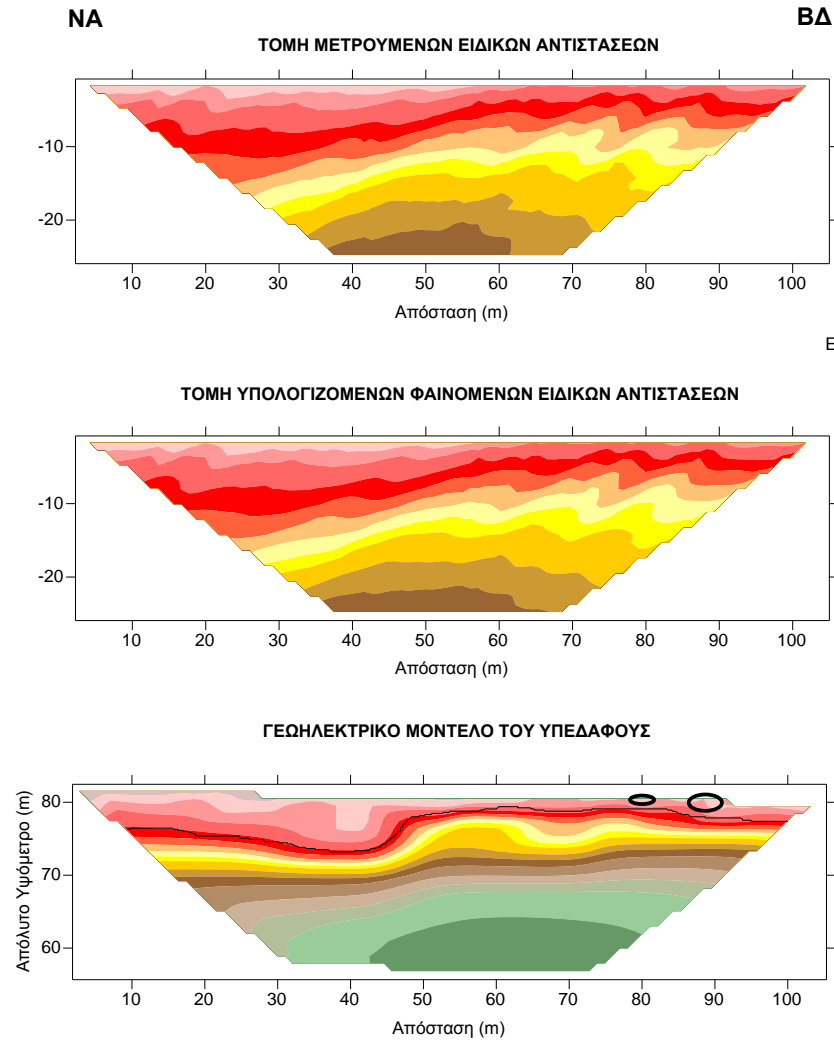 ΝΑ ΒΔ
ΤΟΜΗ ΜΕΤΡΟΥΜΕΝΩΝ ΕΙΔΙΚΩΝ ΑΝΤΙΣΤΑΣΕΩΝ
-10
-20
10 20 30 40 50 60 70 80 90 100
Απόσταση (m)
Ε
ΤΟΜΗ ΥΠΟΛΟΓΙΖΟΜΕΝΩΝ ΦΑΙΝΟΜΕΝΩΝ ΕΙΔΙΚΩΝ ΑΝΤΙΣΤΑΣΕΩΝ
-10
-20
10 20 30 40 50 60 70 80 90 100
Απόσταση (m)
ΓΕΩΗΛΕΚΤΡΙΚΟ ΜΟΝΤΕΛΟ ΤΟΥ ΥΠΕΔΑΦΟΥΣ
Απόλυτο Υψόμετρο (m)
80
70
60
10 20 30 40 50 60 70 80 90 100
Απόσταση (m)